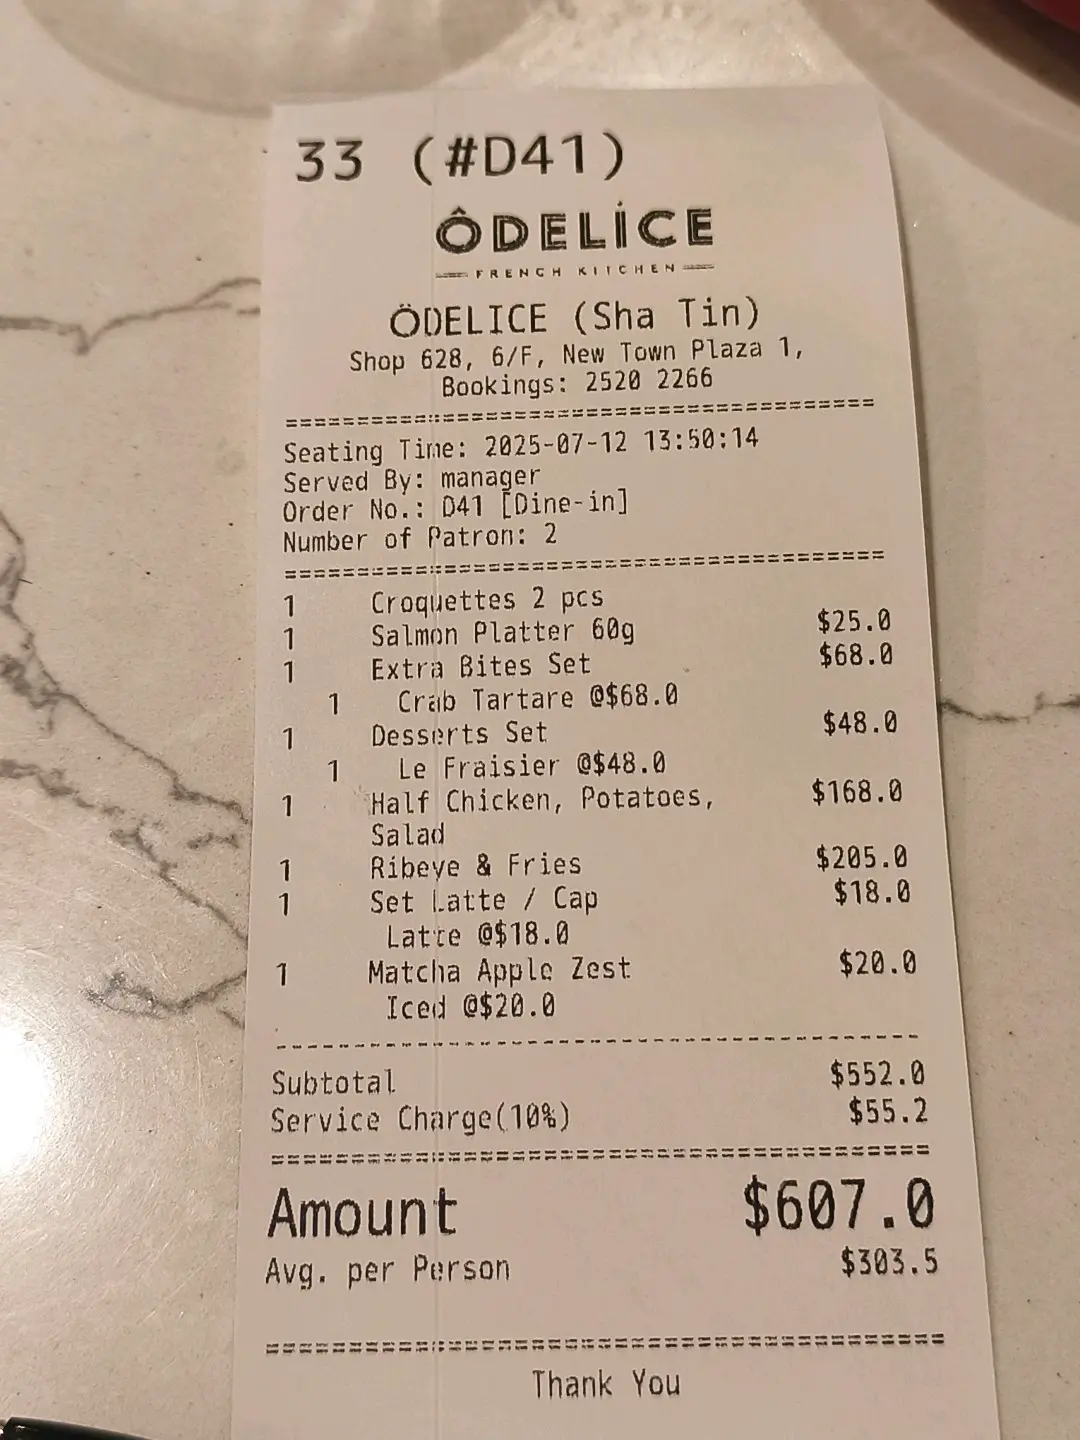 33 (#D41)
ÔDELİCE
FRENCH KITCHEN
ÖDELICE (Sha Tin)
Shop 628, 6/F, New Town Plaza 1,
Bookings: 2520 2266
==========================================
Seating Time: 2025-07-12 13:50:14
Served By: manager
Order No.: D41 [Dine-in]
Number of Patron: 2
==========================================
1 Croquettes 2 pcs
1 Salmon Platter 60g $25.0
1 Extra Bites Set $68.0
1 Crab Tartare @$68.0
1 Desserts Set $48.0
1 Le Fraisier @$48.0
1 Half Chicken, Potatoes, $168.0
Salad
1 Ribeye & Fries $205.0
1 Set Latte / Cap $18.0
Latte @$18.0
1 Matcha Apple Zest $20.0
Iced @$20.0
------------------------------------------
Subtotal $552.0
Service Charge(10%) $55.2
==========================================
Amount $607.0
Avg. per Person $303.5
==========================================
Thank You